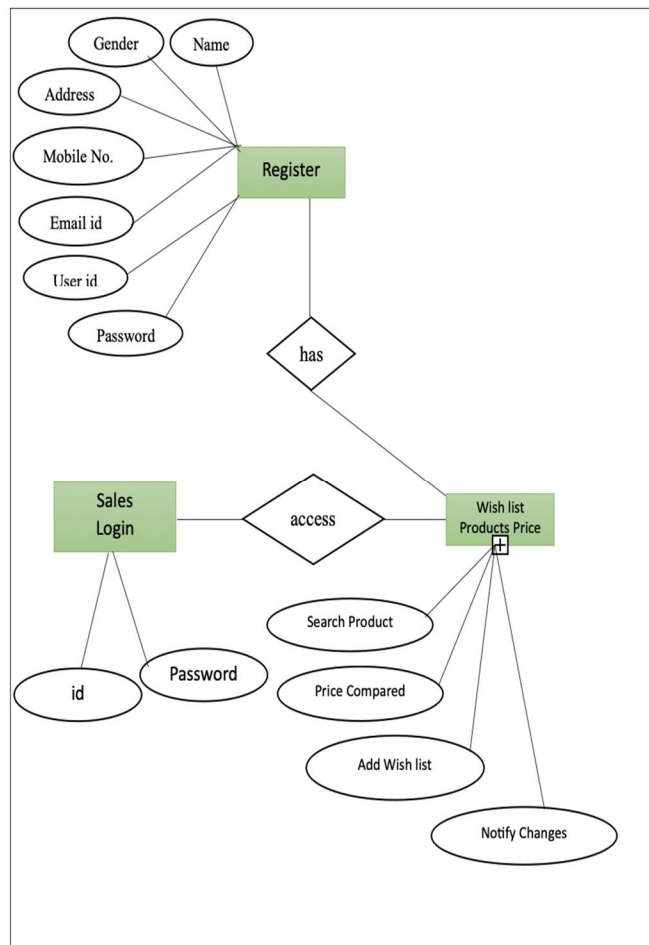 Gender
Name
Address
Mobile No.
Register
Email id
User id
Password
has
Sales
Login
access
Wish list
Products Price
Search Product
Password
id
Price Compared
Add Wish list
Notify Changes